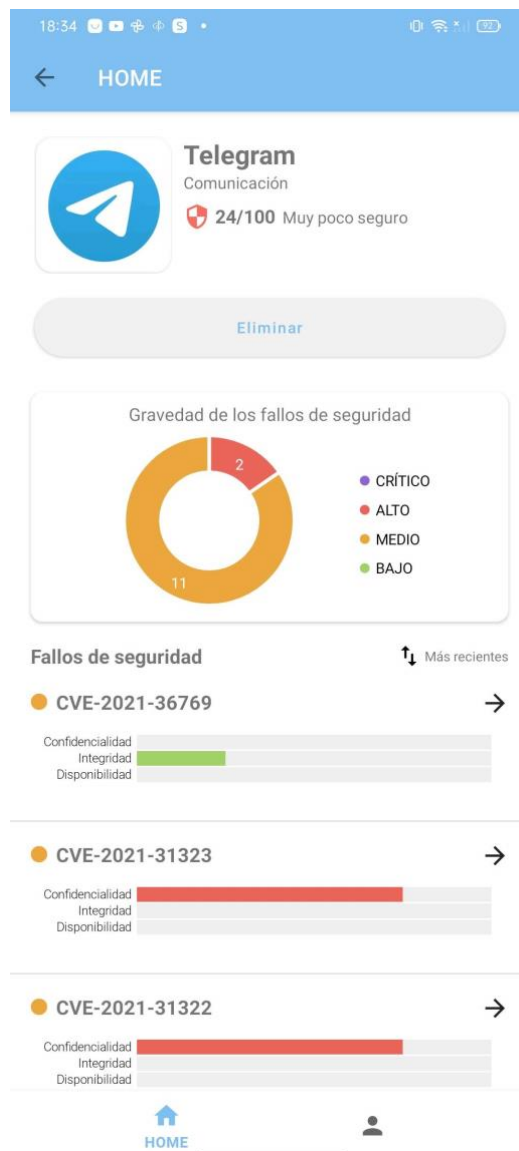 18:34
92
HOME
Telegram
Comunicación
24/100 Muy poco seguro
Eliminar
Gravedad de los fallos de seguridad
2
11
CRÍTICO
ALTO
MEDIO
BAJO
Fallos de seguridad
Más recientes
CVE-2021-36769
Confidencialidad
Integridad
Disponibilidad
CVE-2021-31323
Confidencialidad
Integridad
Disponibilidad
CVE-2021-31322
Confidencialidad
Integridad
Disponibilidad
HOME